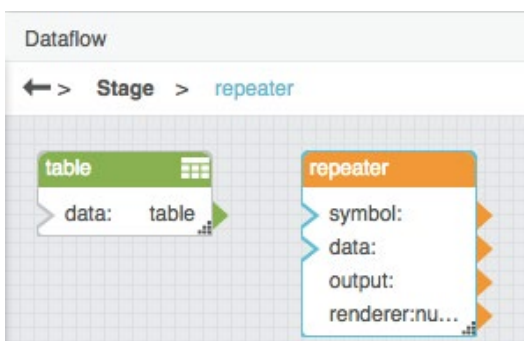 Dataflow
> Stage > repeater
table
data: table
repeater
symbol:
data:
output:
renderer:nu...